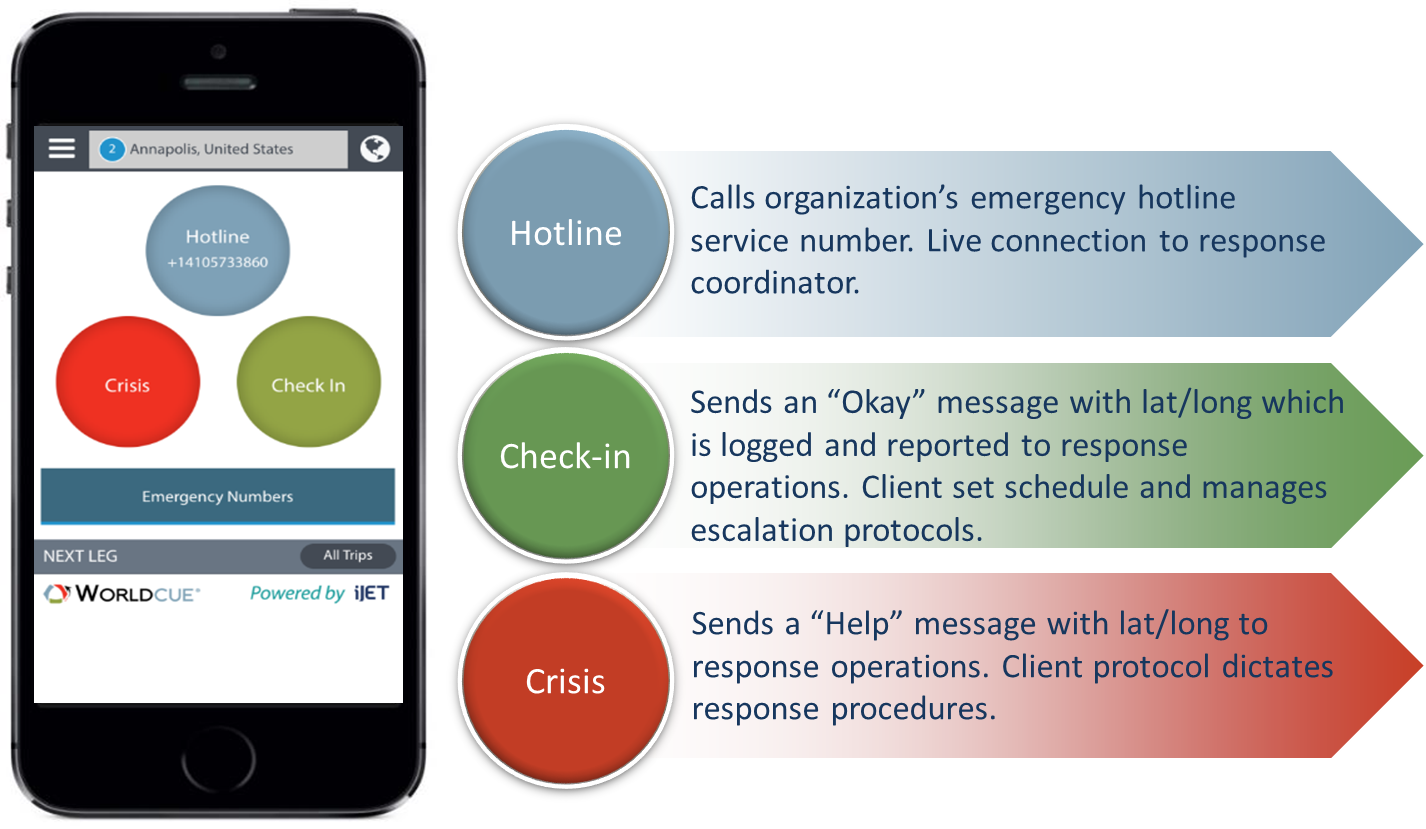 2 Annapolis, United States
Hotline
+14105733860
Crisis
Check In
Emergency Numbers
NEXT LEG
All Trips
WORLDCUE®
Powered by iJET
Hotline
Calls organization’s emergency hotline
service number. Live connection to response
coordinator.
Check-in
Sends an “Okay” message with lat/long which
is logged and reported to response
operations. Client set schedule and manages
escalation protocols.
Crisis
Sends a “Help” message with lat/long to
response operations. Client protocol dictates
response procedures.